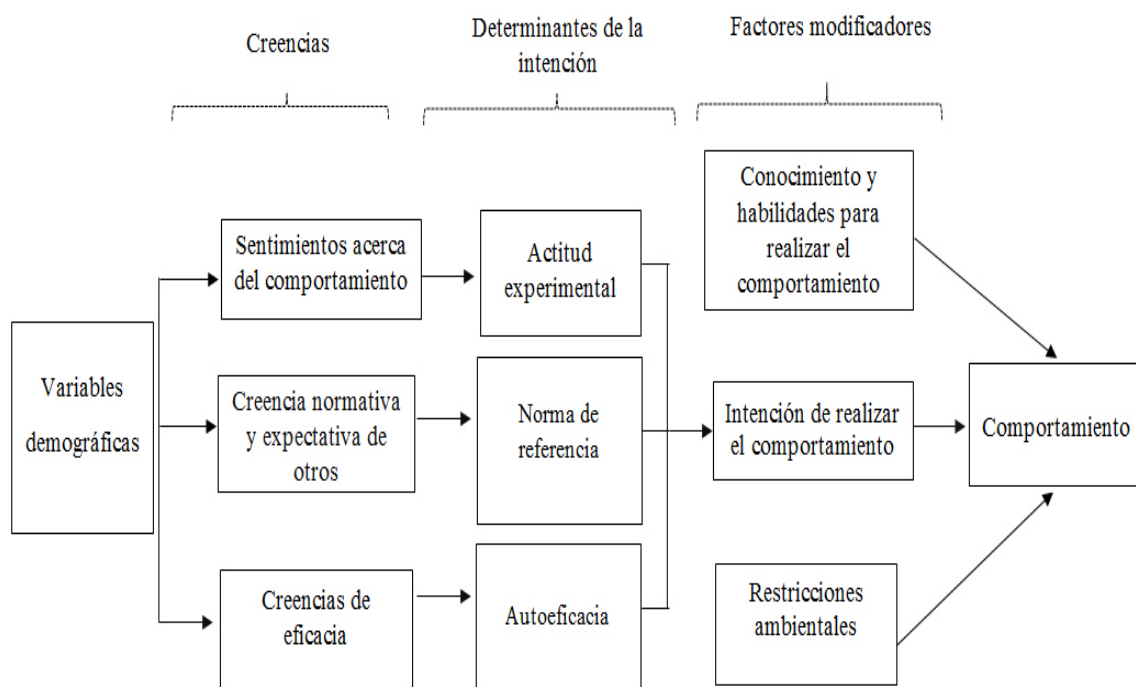 Creencias
Determinantes de la
intención
Factores modificadores
Variables
demográficas
Sentimientos acerca
del comportamiento
Creencia normativa
y expectativa de
otros
Creencias de
eficacia
Actitud
experimental
Norma de
referencia
Autoeficacia
Conocimiento y
habilidades para
realizar el
comportamiento
Intención de realizar
el comportamiento
Restricciones
ambientales
Comportamiento